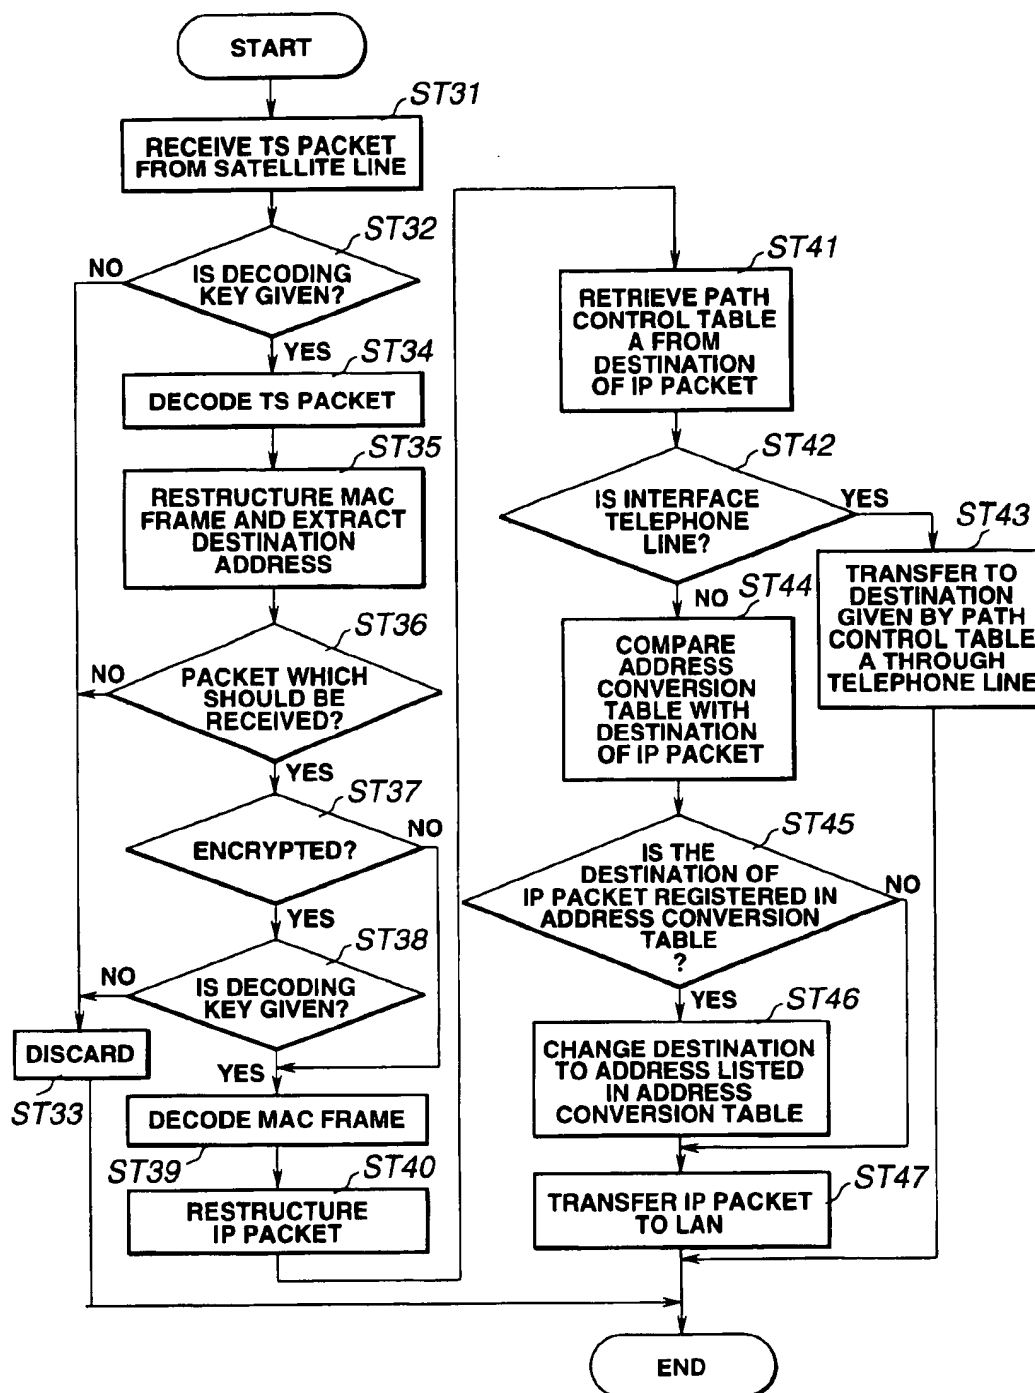 START
ST31
RECEIVE TS PACKET
FROM SATELLITE LINE
ST32
NO
IS DECODING
KEY GIVEN?
YES
ST34
DECODE TS PACKET
ST35
RESTRUCTURE MAC
FRAME AND EXTRACT
DESTINATION
ADDRESS
ST36
NO
PACKET WHICH
SHOULD BE
RECEIVED?
YES
ST37
NO
ENCRYPTED?
YES
ST38
NO
IS DECODING
KEY GIVEN?
DISCARD
ST33
YES
DECODE MAC FRAME
ST39
ST40
RESTRUCTURE
IP PACKET
ST41
RETRIEVE PATH
CONTROL TABLE
A FROM
DESTINATION
OF IP PACKET
ST42
IS INTERFACE
TELEPHONE
LINE?
YES
ST43
TRANSFER TO
DESTINATION
GIVEN BY PATH
CONTROL TABLE
A THROUGH
TELEPHONE LINE
NO
ST44
COMPARE
ADDRESS
CONVERSION
TABLE WITH
DESTINATION
OF IP PACKET
ST45
IS THE
DESTINATION OF
IP PACKET REGISTERED IN
ADDRESS CONVERSION
TABLE
?
NO
YES
ST46
CHANGE DESTINATION
TO ADDRESS LISTED
IN ADDRESS
CONVERSION TABLE
ST47
TRANSFER IP PACKET
TO LAN
END